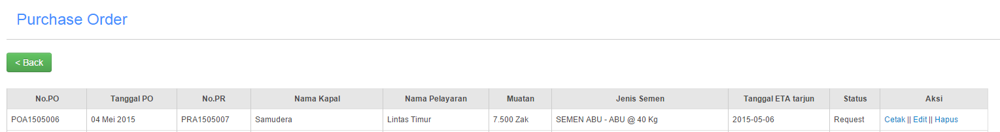 Purchase Order
< Back
No.PO Tanggal PO No.PR Nama Kapal Nama Pelayaran Muatan Jenis Semen Tanggal ETA tarjun Status Aksi
POA1505006 04 Mei 2015 PRA1505007 Samudera Lintas Timur 7.500 Zak SEMEN ABU - ABU @ 40 Kg 2015-05-06 Request Cetak || Edit || Hapus